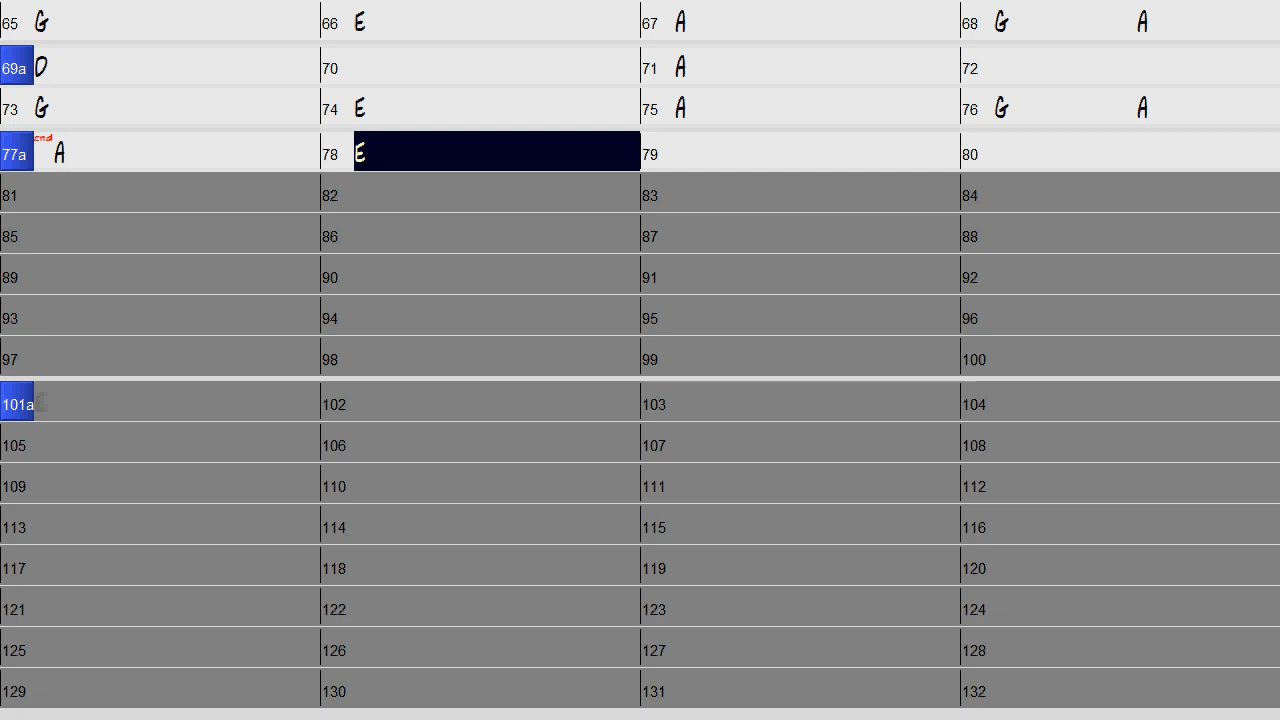 65 G 66 E 67 A 68 G A
69a D 70 71 A 72
73 G 74 E 75 A 76 G A
77a end A 78 E 79 80
81 82 83 84
85 86 87 88
89 90 91 92
93 94 95 96
97 98 99 100
101a 102 103 104
105 106 107 108
109 110 111 112
113 114 115 116
117 118 119 120
121 122 123 124
125 126 127 128
129 130 131 132